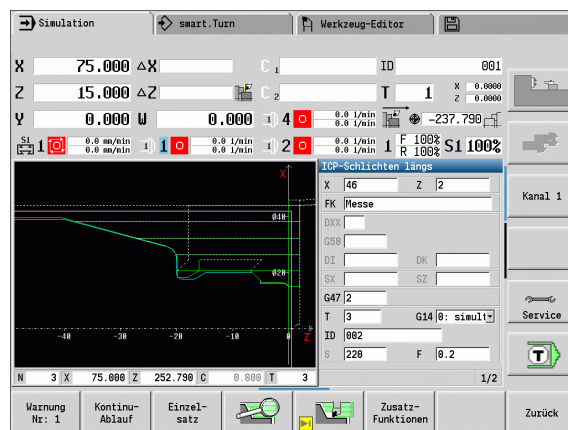 Simulation smart.Turn Werkzeug-Editor
X 75.000 ΔX C 1 ID 001
Z 15.000 ΔZ C 2 T 1 X 0.0000 Z 0.0000
Y 0.000 U 0.000 4 0.0 1/min 0.0 1/min -237.790
S1 1 0.0 mm/min 0.0 mm/min 1 0.0 1/min 0.0 1/min 2 0.0 1/min 0.0 1/min 1 F 100% R 100% S1 100%
ICP-Schlichten längs
X 46 Z 2
FK Messe
DXX
G58
DI DK
SX SZ
G47 2
T 3 G14 0: simult
ID 002
S 220 F 0.2
1/2
X
Ø40
Ø20
-40 -30 -20 -10 0 Z
N 3 X 75.000 Z 252.790 C 0.000 T 3
Kanal 1
Service
T
Warnung Nr: 1
Kontinu-
Ablauf
Einzel-
satz
Zusatz-
Funktionen
Zurück